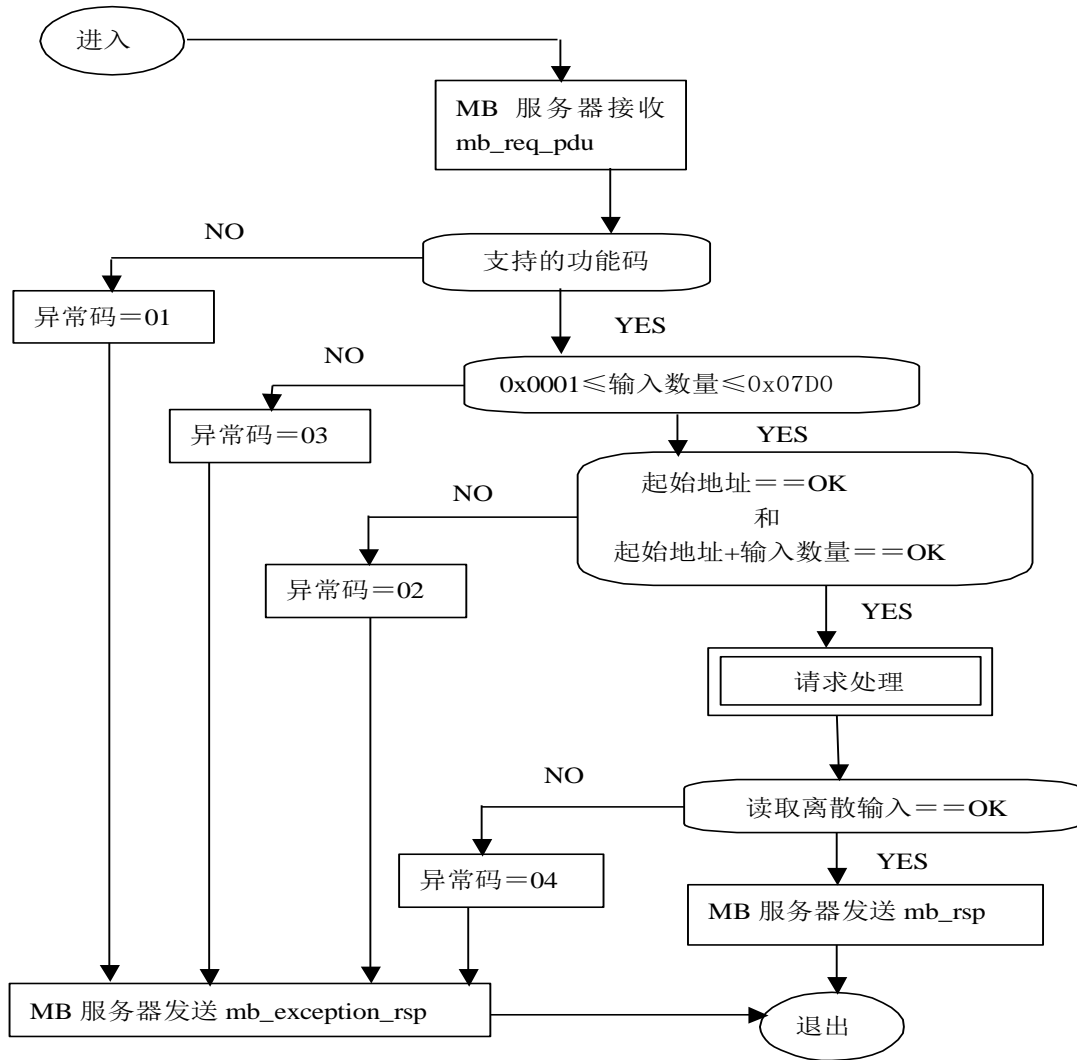 进入
MB 服务器接收
mb_req_pdu
NO
支持的功能码
异常码＝01
YES
NO
0x0001≤输入数量≤0x07D0
异常码＝03
YES
起始地址＝＝OK
NO
和
起始地址+输入数量＝＝OK
异常码＝02
YES
请求处理
NO
读取离散输入＝＝OK
YES
异常码＝04
MB 服务器发送 mb_rsp
MB 服务器发送 mb_exception_rsp
退出